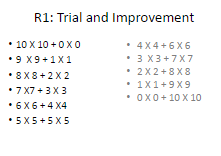 R1: Trial and Improvement
• 10 X 10 + 0 X 0
• 9 X 9 + 1 X 1
• 8 X 8 + 2 X 2
• 7 X7 + 3 X 3
• 6 X 6 + 4 X4
• 5 X 5 + 5 X 5
• 4 X 4 + 6 X 6
• 3 X 3 + 7 X 7
• 2 X 2 + 8 X 8
• 1 X 1 + 9 X 9
• 0 X 0 + 10 X 10